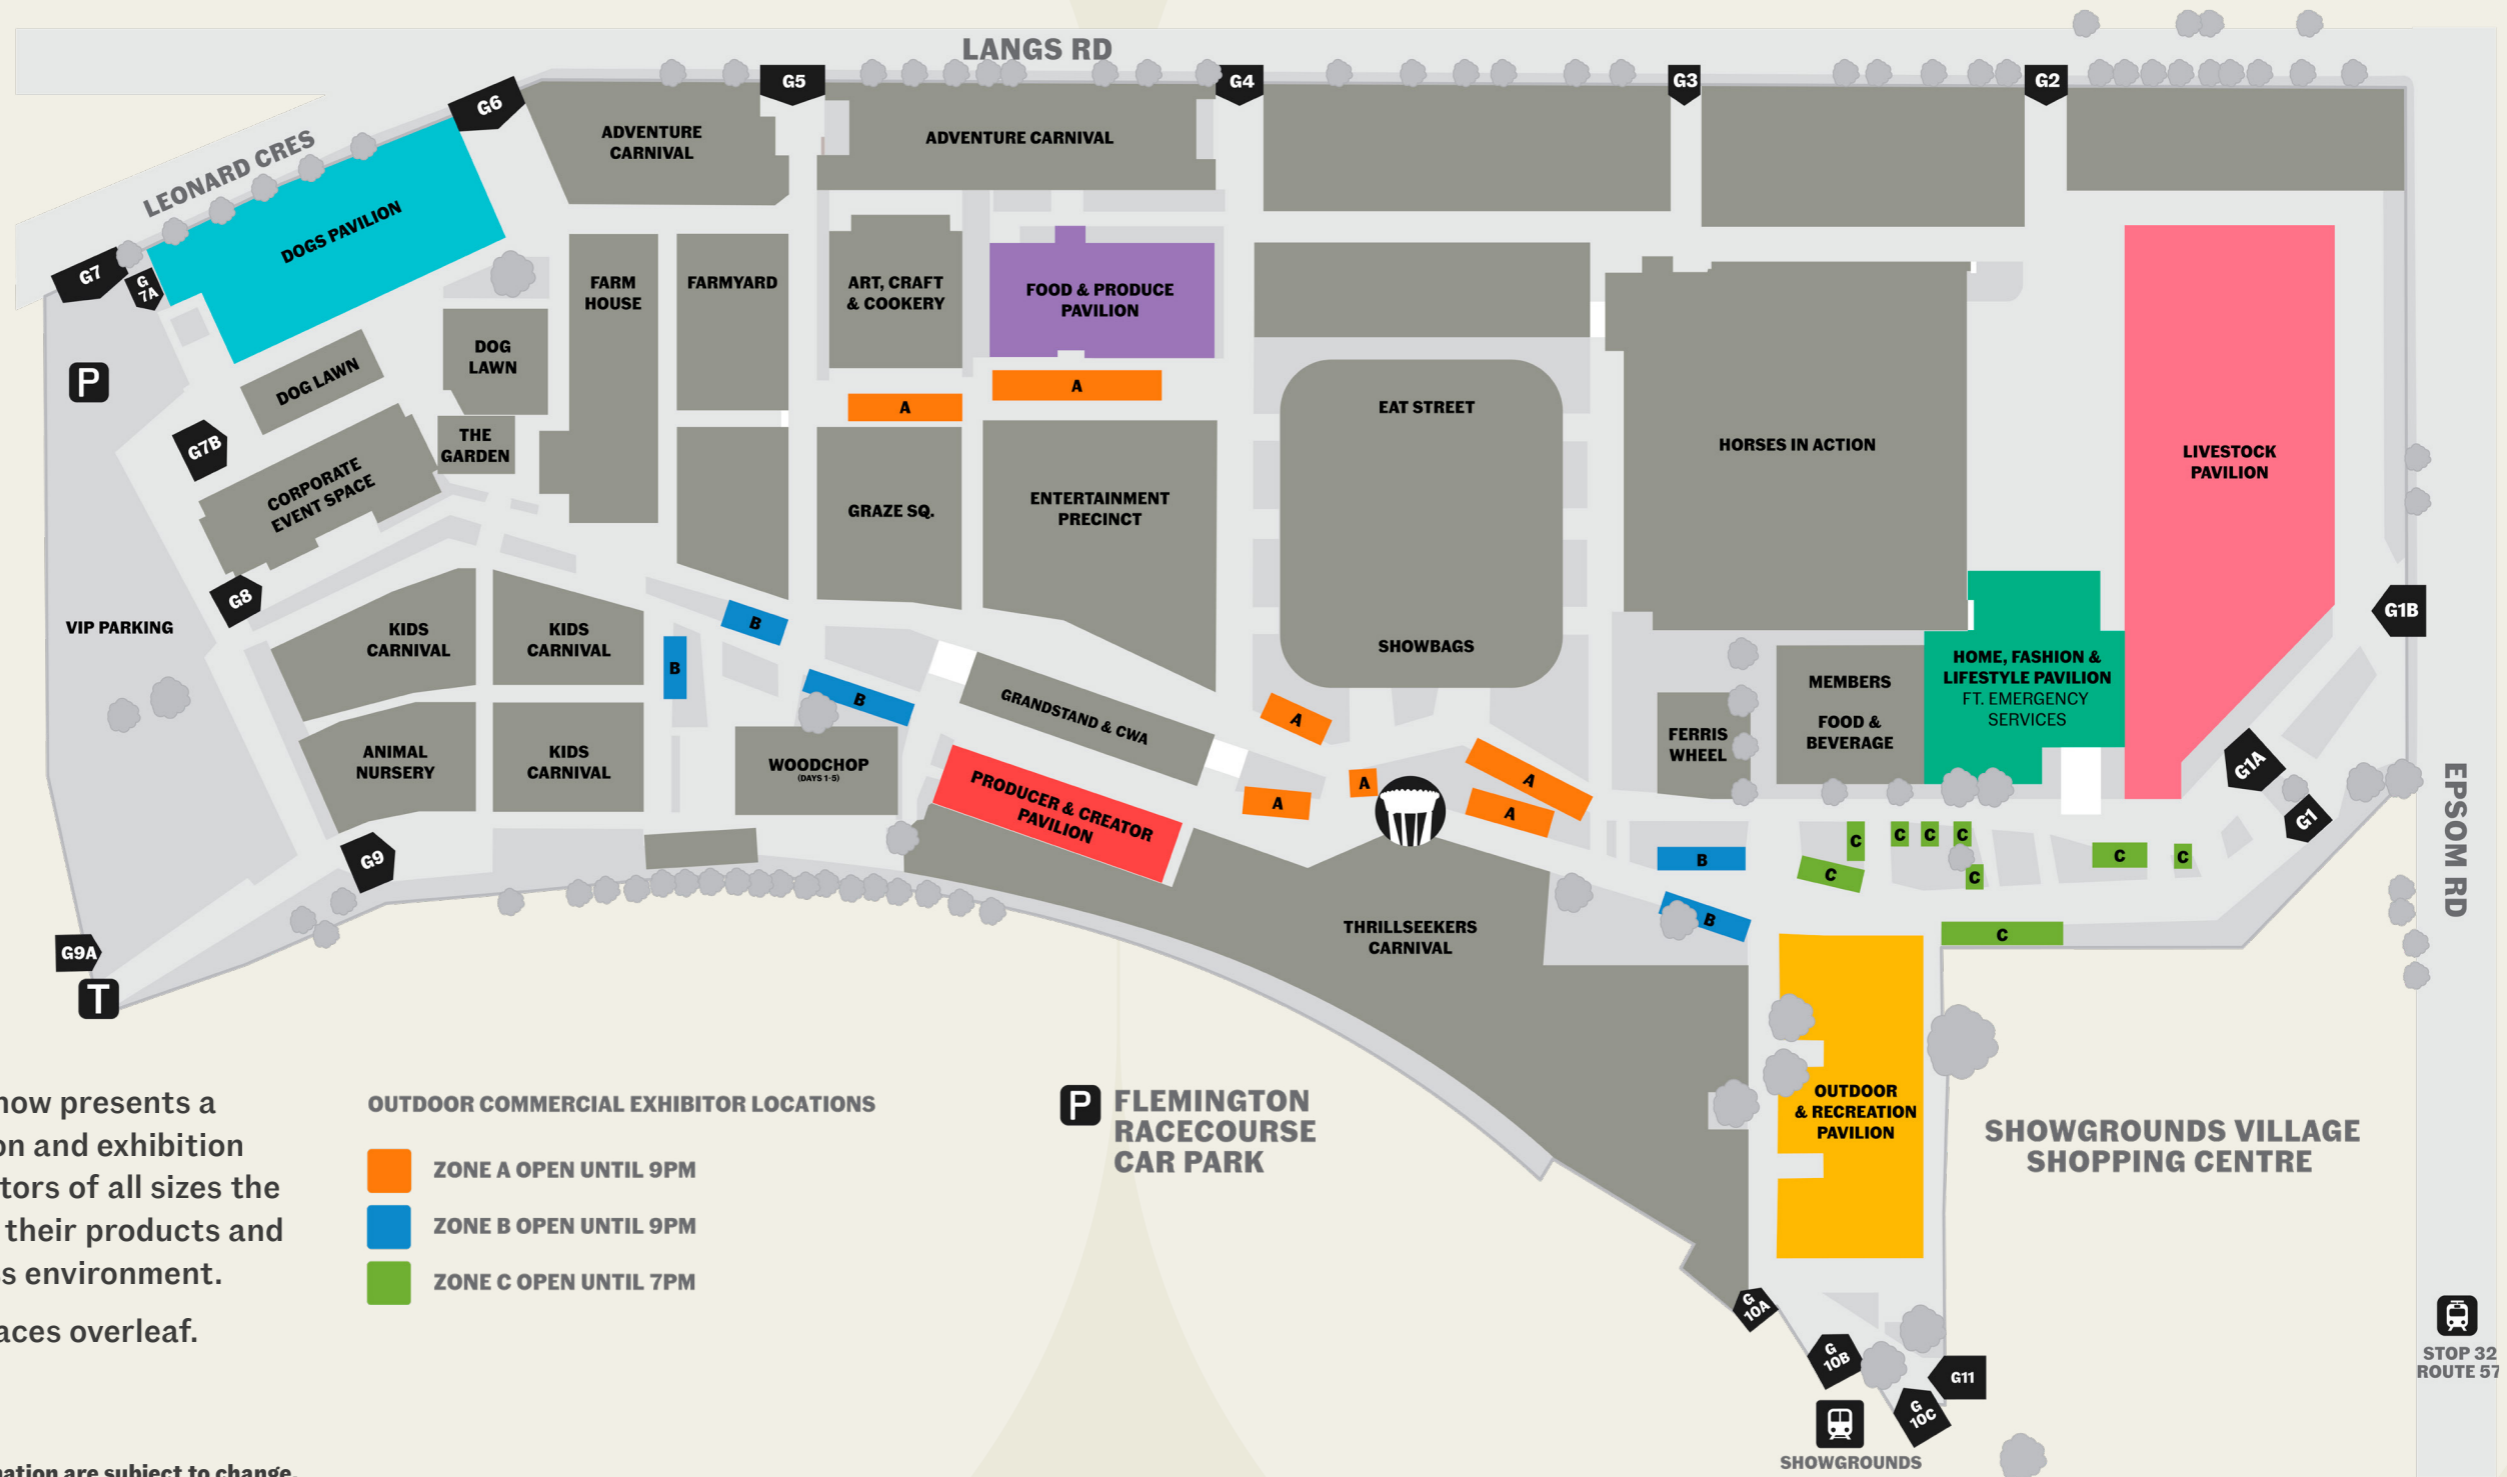 LANGS RD
G5
G4
G3
G2
G6
ADVENTURE
CARNIVAL
ADVENTURE CARNIVAL
LEONARD CRES
DOGS PAVILION
G7
G
7A
FARM
HOUSE
FARMYARD
ART, CRAFT
& COOKERY
FOOD & PRODUCE
PAVILION
DOG
LAWN
DOG LAWN
P
A
A
EAT STREET
HORSES IN ACTION
LIVESTOCK
PAVILION
G7B
THE
GARDEN
CORPORATE
EVENT SPACE
GRAZE SQ.
ENTERTAINMENT
PRECINCT
G8
G1B
VIP PARKING
KIDS
CARNIVAL
KIDS
CARNIVAL
B
B
B
SHOWBAGS
HOME, FASHION &
LIFESTYLE PAVILION
FT. EMERGENCY
SERVICES
MEMBERS
FOOD &
BEVERAGE
GRANDSTAND & CWA
A
FERRIS
WHEEL
ANIMAL
NURSERY
KIDS
CARNIVAL
WOODCHOP
(DAYS 1-5)
PRODUCER & CREATOR
PAVILION
A
A
A
A
G1A
G1
EPSOM RD
G9
B
B
C
C
C
C
C
C
C
C
C
THRILLSEEKERS
CARNIVAL
G9A
T
OUTDOOR
& RECREATION
PAVILION
now presents a
on and exhibition
tors of all sizes the
their products and
s environment.
aces overleaf.
nation are subject to change.
OUTDOOR COMMERCIAL EXHIBITOR LOCATIONS
ZONE A OPEN UNTIL 9PM
ZONE B OPEN UNTIL 9PM
ZONE C OPEN UNTIL 7PM
P
FLEMINGTON
RACECOURSE
CAR PARK
SHOWGROUNDS VILLAGE
SHOPPING CENTRE
G
10A
G
10B
G11
G
10C
SHOWGROUNDS
STOP 32
ROUTE 57